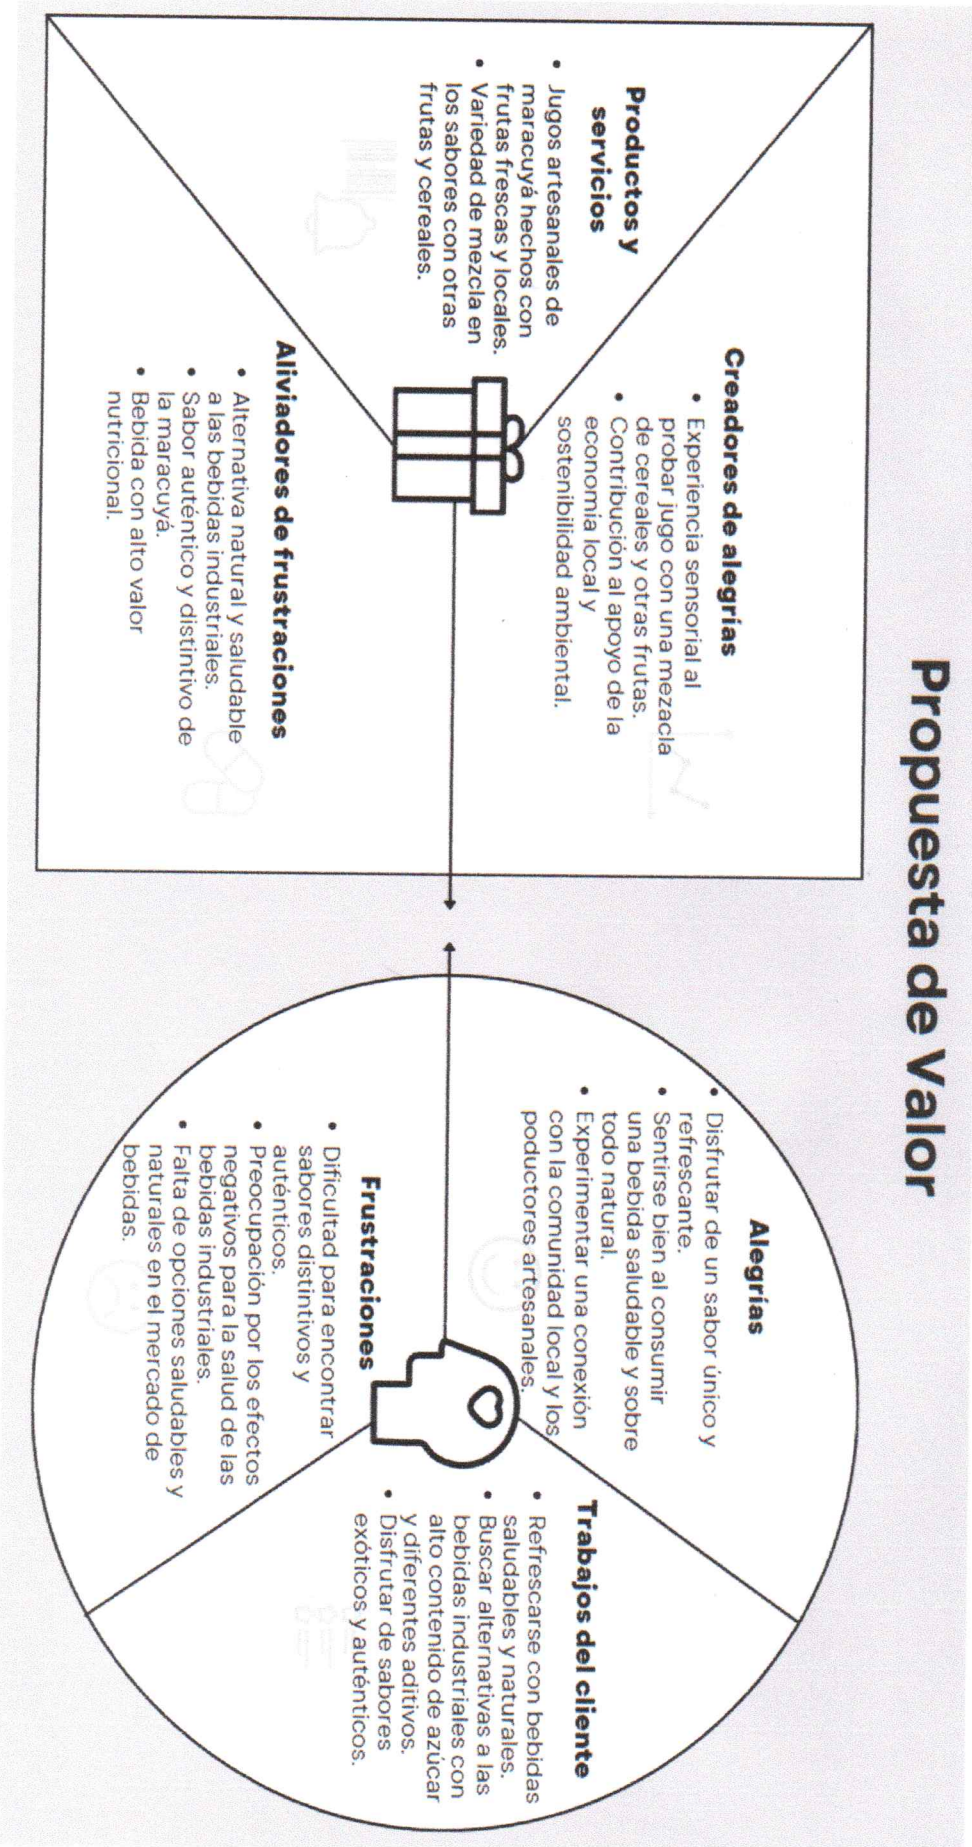 Propuesta de Valor
Productos y
servicios
• Jugos artesanales de
maracuyá hechos con
frutas frescas y locales.
• Variedad de mezcla en
los sabores con otras
frutas y cereales.
Creadores de alegrías
• Experiencia sensorial al
probar jugo con una mezacla
de cereales y otras frutas.
• Contribución al apoyo de la
economia local y
sostenibilidad ambiental.
Aliviadores de frustraciones
• Alternativa natural y saludable
a las bebidas industriales.
• Sabor auténtico y distintivo de
la maracuyá.
• Bebida con alto valor
nutricional.
Alegrías
• Disfrutar de un sabor único y
refrescante.
• Sentirse bien al consumir
una bebida saludable y sobre
todo natural.
• Experimentar una conexión
con la comunidad local y los
poductores artesanales.
Frustraciones
• Dificultad para encontrar
sabores distintivos y
auténticos.
• Preocupación por los efectos
negativos para la salud de las
bebidas industriales.
• Falta de opciones saludables y
naturales en el mercado de
bebidas.
Trabajos del cliente
• Refrescarse con bebidas
saludables y naturales.
• Buscar alternativas a las
bebidas industriales con
alto contenido de azúcar
y diferentes aditivos.
• Disfrutar de sabores
exóticos y auténticos.